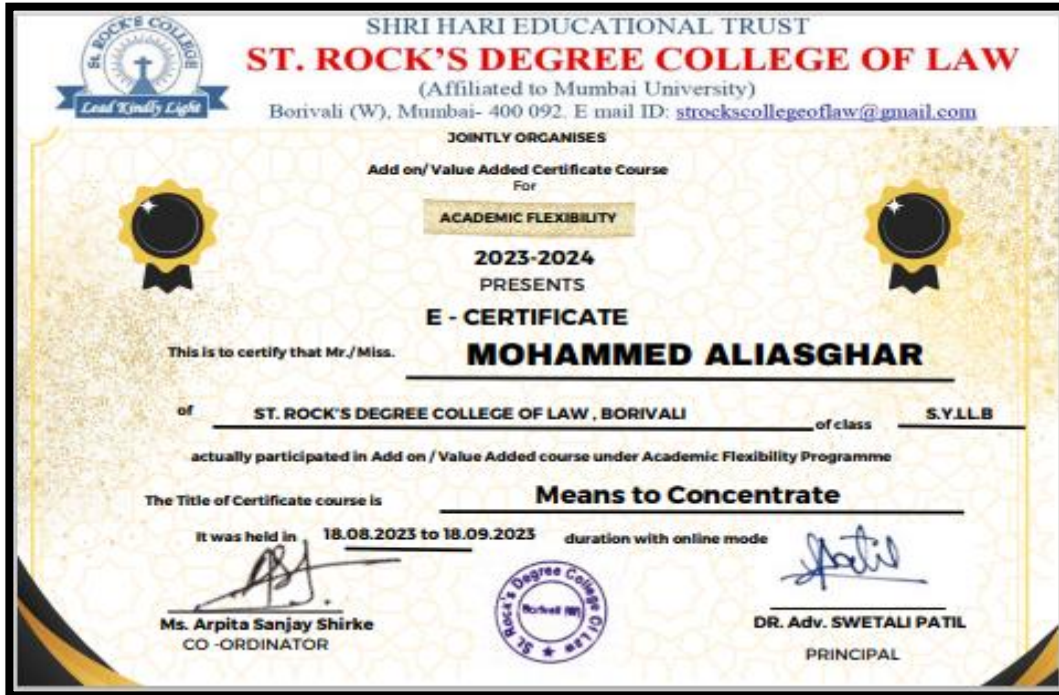 ST. ROCK'S COLLEGE
Lead Kindly Light
SHRI HARI EDUCATIONAL TRUST
ST. ROCK'S DEGREE COLLEGE OF LAW
(Affiliated to Mumbai University)
Borivali (W), Mumbai- 400 092. E mail ID: strockscollegeoflaw@gmail.com
JOINTLY ORGANISES
Add on/ Value Added Certificate Course
For
ACADEMIC FLEXIBILITY
2023-2024
PRESENTS
E - CERTIFICATE
This is to certify that Mr./Miss. MOHAMMED ALIASGHAR
of ST. ROCK'S DEGREE COLLEGE OF LAW , BORIVALI of class S.Y.LL.B
actually participated in Add on / Value Added course under Academic Flexibility Programme
The Title of Certificate course is Means to Concentrate
It was held in 18.08.2023 to 18.09.2023 duration with online mode
St. Rock's Degree College Of Law
Ms. Arpita Sanjay Shirke
CO -ORDINATOR
DR. Adv. SWETALI PATIL
PRINCIPAL